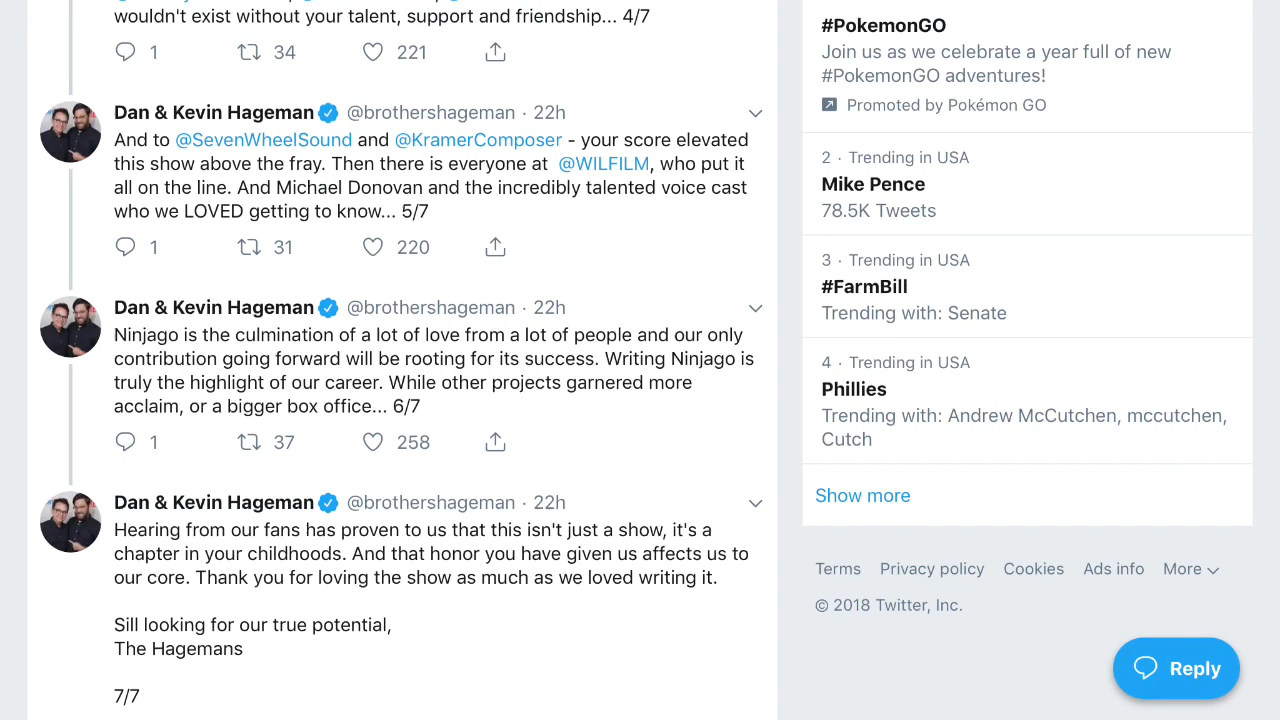 wouldn't exist without your talent, support and friendship... 4/7
1 34 221
Dan & Kevin Hageman @brothershageman · 22h
And to @SevenWheelSound and @KramerComposer - your score elevated
this show above the fray. Then there is everyone at @WILFILM, who put it
all on the line. And Michael Donovan and the incredibly talented voice cast
who we LOVED getting to know... 5/7
1 31 220
Dan & Kevin Hageman @brothershageman · 22h
Ninjago is the culmination of a lot of love from a lot of people and our only
contribution going forward will be rooting for its success. Writing Ninjago is
truly the highlight of our career. While other projects garnered more
acclaim, or a bigger box office... 6/7
1 37 258
Dan & Kevin Hageman @brothershageman · 22h
Hearing from our fans has proven to us that this isn't just a show, it's a
chapter in your childhoods. And that honor you have given us affects us to
our core. Thank you for loving the show as much as we loved writing it.
Sill looking for our true potential,
The Hagemans
7/7
#PokemonGO
Join us as we celebrate a year full of new
#PokemonGO adventures!
Promoted by Pokémon GO
2 · Trending in USA
Mike Pence
78.5K Tweets
3 · Trending in USA
#FarmBill
Trending with: Senate
4 · Trending in USA
Phillies
Trending with: Andrew McCutchen, mccutchen,
Cutch
Show more
Terms Privacy policy Cookies Ads info More
© 2018 Twitter, Inc.
Reply